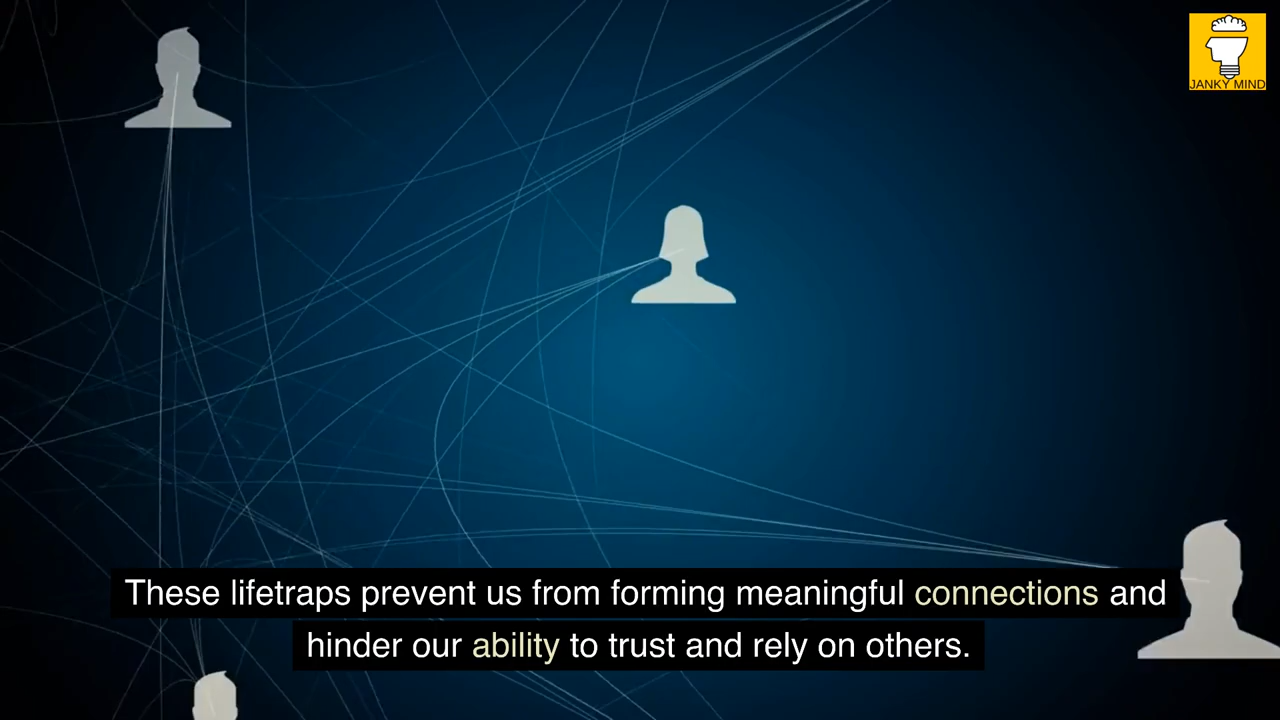 JANKY MIND
These lifetraps prevent us from forming meaningful connections and
hinder our ability to trust and rely on others.